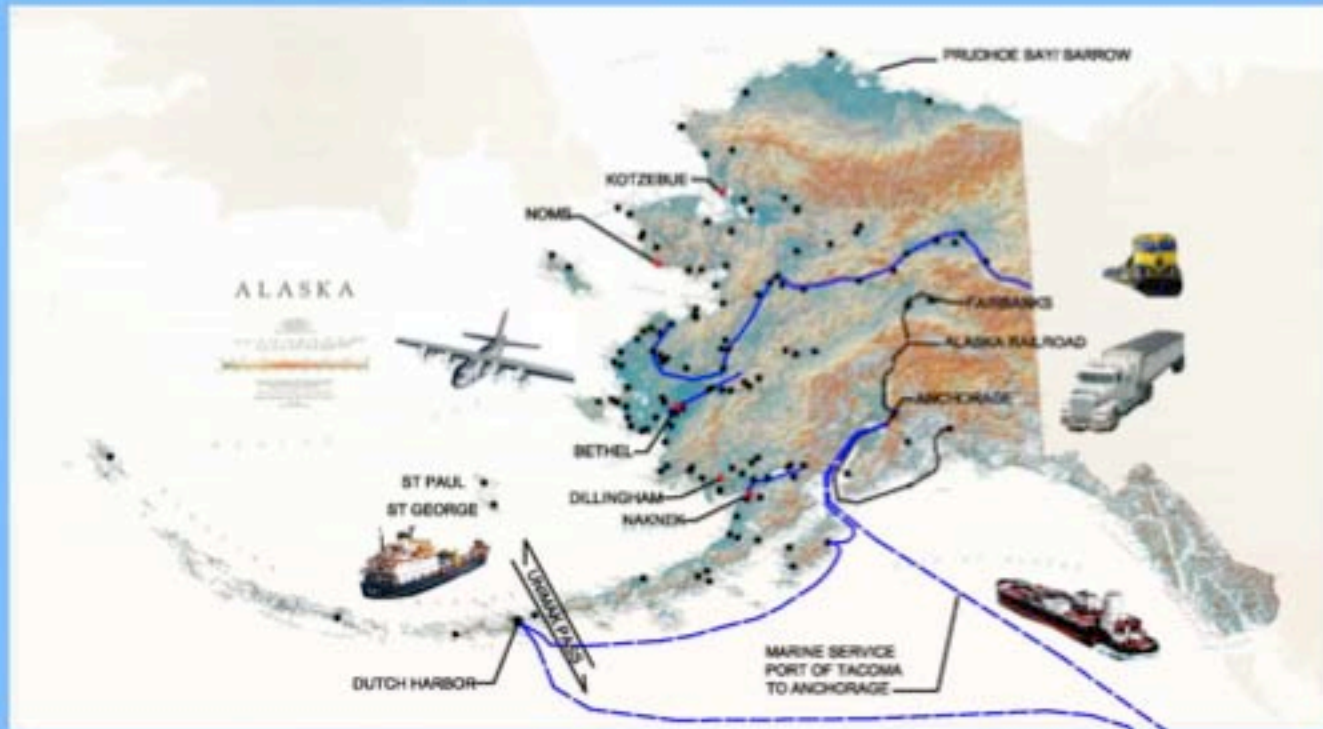 PRUDHOE BAY/ BARROW
KOTZEBUE
NOME
ALASKA
FAIRBANKS
ALASKA RAILROAD
ANCHORAGE
BETHEL
ST PAUL
DILLINGHAM
ST GEORGE
NAKNEK
UNIMAK PASS
MARINE SERVICE
PORT OF TACOMA
TO ANCHORAGE
DUTCH HARBOR